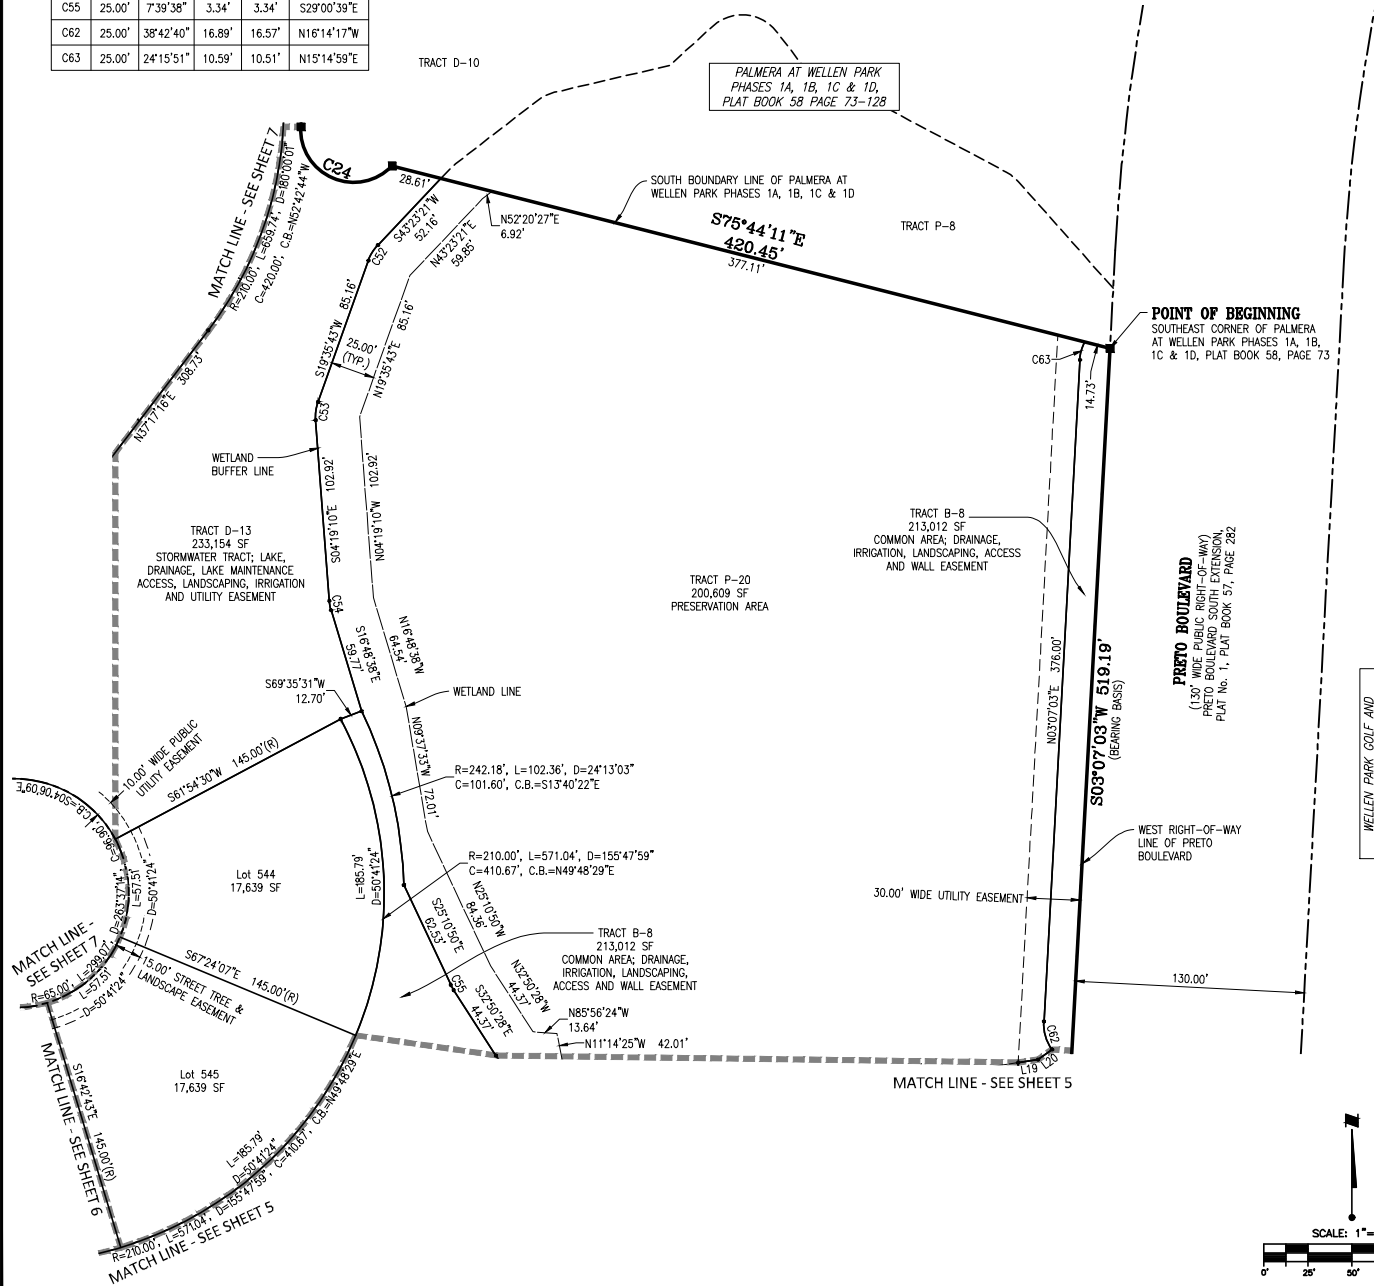 C55 25.00' 7°39'38" 3.34' 3.34' S29°00'39"E
C62 25.00' 38°42'40" 16.89' 16.57' N16°14'17"W
C63 25.00' 24°15'51" 10.59' 10.51' N15°14'59"E
TRACT D-10
PALMERA AT WELLEN PARK
PHASES 1A, 1B, 1C & 1D,
PLAT BOOK 58 PAGE 73-128
MATCH LINE - SEE SHEET 7
R=210.00', L=659.74', D=180°00'01"
C=420.00', C.B.=N52°42'44"W
C24
28.61'
SOUTH BOUNDARY LINE OF PALMERA AT
WELLEN PARK PHASES 1A, 1B, 1C & 1D
S75°44'11"E
420.45'
377.11'
TRACT P-8
N52°20'27"E
6.92'
S43°23'21"W
52.16'
N43°23'21"E
59.85'
C52
S19°35'43"W 85.16'
25.00'
(TYP.)
N19°35'43"E 85.16'
C53
N37°17'16"E 308.73'
POINT OF BEGINNING
SOUTHEAST CORNER OF PALMERA
AT WELLEN PARK PHASES 1A, 1B,
1C & 1D, PLAT BOOK 58, PAGE 73
C63
14.73'
WETLAND
BUFFER LINE
S04°19'10"E 102.92'
N04°19'10"W 102.92'
TRACT D-13
233,154 SF
STORMWATER TRACT; LAKE,
DRAINAGE, LAKE MAINTENANCE
ACCESS, LANDSCAPING, IRRIGATION
AND UTILITY EASEMENT
TRACT B-8
213,012 SF
COMMON AREA; DRAINAGE,
IRRIGATION, LANDSCAPING, ACCESS
AND WALL EASEMENT
TRACT P-20
200,609 SF
PRESERVATION AREA
PRETO BOULEVARD
(130' WIDE PUBLIC RIGHT-OF-WAY)
PRETO BOULEVARD SOUTH EXTENSION,
PLAT No. 1, PLAT BOOK 57, PAGE 282
C54
S16°48'38"E
59.77'
N16°48'38"W
64.54'
S69°35'31"W
12.70'
WETLAND LINE
N03°07'03"E 376.00'
S03°07'03"W 519.19'
(BEARING BASIS)
WELLEN PARK GOLF AND
10.00' WIDE PUBLIC
UTILITY EASEMENT
S61°54'30"W 145.00'(R)
N09°37'33"W 72.01'
R=242.18', L=102.36', D=24°13'03"
C=101.60', C.B.=S13°40'22"E
C=96.90', C.B.=S04°06'09"E
R=65.00', L=299.07', D=263°37'14"
L=57.51'
D=50°41'24"
Lot 544
17,639 SF
L=185.79'
D=50°41'24"
R=210.00', L=571.04', D=155°47'59"
C=410.67', C.B.=N49°48'29"E
WEST RIGHT-OF-WAY
LINE OF PRETO
BOULEVARD
30.00' WIDE UTILITY EASEMENT
N25°10'50"W
84.36'
S25°10'50"E
62.53'
TRACT B-8
213,012 SF
COMMON AREA; DRAINAGE,
IRRIGATION, LANDSCAPING,
ACCESS AND WALL EASEMENT
MATCH LINE -
SEE SHEET 7
S67°24'07"E 145.00'(R)
15.00' STREET TREE &
LANDSCAPE EASEMENT
L=57.51'
D=50°41'24"
C55
N32°50'28"W
44.37'
S32°50'28"E
44.37'
N85°56'24"W
13.64'
N11°14'25"W 42.01'
130.00'
C62
L19 L20
MATCH LINE - SEE SHEET 5
Lot 545
17,639 SF
S16°42'43"E 145.00'(R)
MATCH LINE - SEE SHEET 6
L=185.79'
D=50°41'24"
R=210.00', L=571.04', D=155°47'59", C=410.67', C.B.=N49°48'29"E
MATCH LINE - SEE SHEET 5
SCALE: 1"=
0' 25' 50'